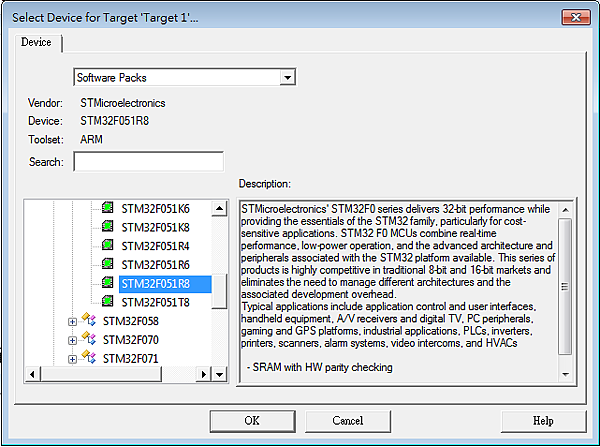 Select Device for Target 'Target 1'...
Device
Software Packs
Vendor: STMicroelectronics
Device: STM32F051R8
Toolset: ARM
Search:
Description:
STM32F051K6
STM32F051K8
STM32F051R4
STM32F051R6
STM32F051R8
STM32F051T8
STM32F058
STM32F070
STM32F071
STMicroelectronics' STM32F0 series delivers 32-bit performance while
providing the essentials of the STM32 family, particularly for cost-
sensitive applications. STM32 F0 MCUs combine real-time
performance, low-power operation, and the advanced architecture and
peripherals associated with the STM32 platform available. This series of
products is highly competitive in traditional 8-bit and 16-bit markets and
eliminates the need to manage different architectures and the
associated development overhead.
Typical applications include application control and user interfaces,
handheld equipment, A/V receivers and digital TV, PC peripherals,
gaming and GPS platforms, industrial applications, PLCs, inverters,
printers, scanners, alarm systems, video intercoms, and HVACs
- SRAM with HW parity checking
OK
Cancel
Help